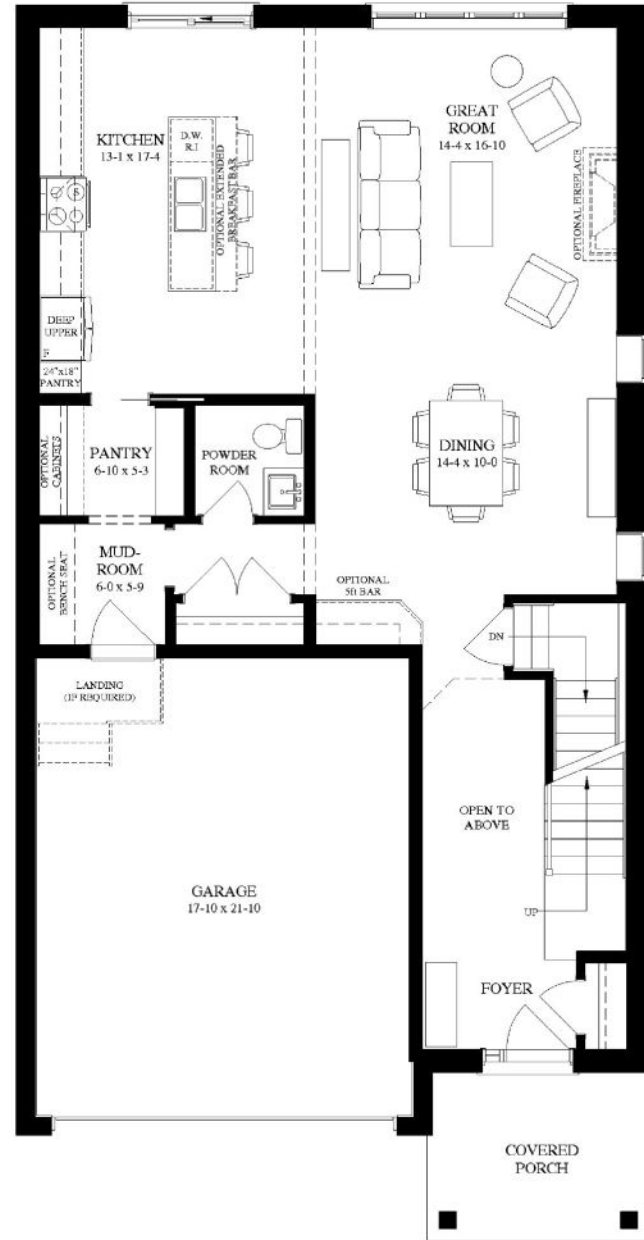 KITCHEN
13-1 x 17-4
D.W.
R.I
OPTIONAL EXTENDED
BREAKFAST BAR
GREAT
ROOM
14-4 x 16-10
OPTIONAL FIREPLACE
S
DEEP
UPPER
F
24"x18"
PANTRY
OPTIONAL
CABINETS
PANTRY
6-10 x 5-3
POWDER
ROOM
DINING
14-4 x 10-0
OPTIONAL
BENCH SEAT
MUD-
ROOM
6-0 x 5-9
OPTIONAL
5ft BAR
DN
LANDING
(IF REQUIRED)
OPEN TO
ABOVE
GARAGE
17-10 x 21-10
UP
FOYER
COVERED
PORCH